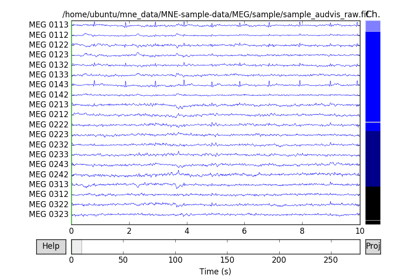 /home/ubuntu/mne_data/MNE-sample-data/MEG/sample/sample_audvis_raw.fif
Ch.
MEG 0113
MEG 0112
MEG 0122
MEG 0123
MEG 0132
MEG 0133
MEG 0143
MEG 0142
MEG 0213
MEG 0212
MEG 0222
MEG 0223
MEG 0232
MEG 0233
MEG 0243
MEG 0242
MEG 0313
MEG 0312
MEG 0322
MEG 0323
0 2 4 6 8 10
Help
Proj
0 50 100 150 200 250
Time (s)